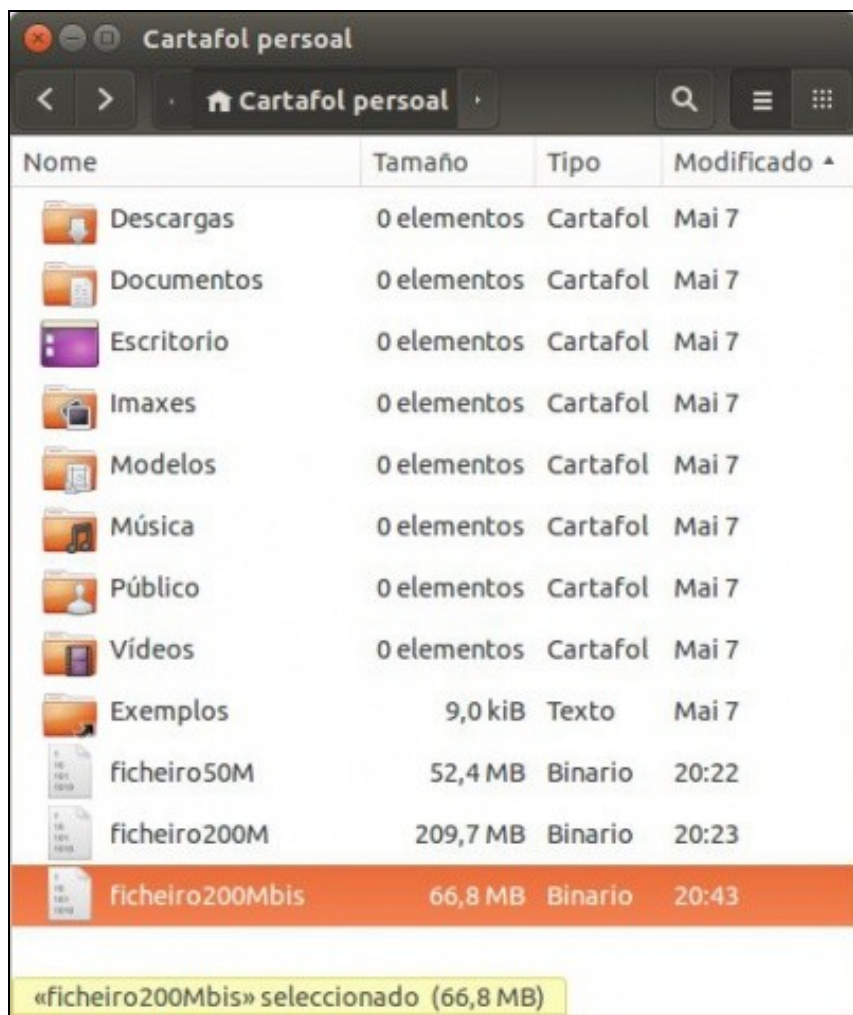 Cartafol persoal
Cartafol persoal
Nome Tamaño Tipo Modificado
Descargas 0 elementos Cartafol Mai 7
Documentos 0 elementos Cartafol Mai 7
Escritorio 0 elementos Cartafol Mai 7
Imaxes 0 elementos Cartafol Mai 7
Modelos 0 elementos Cartafol Mai 7
Música 0 elementos Cartafol Mai 7
Público 0 elementos Cartafol Mai 7
Vídeos 0 elementos Cartafol Mai 7
Exemplos 9,0 kiB Texto Mai 7
ficheiro50M 52,4 MB Binario 20:22
ficheiro200M 209,7 MB Binario 20:23
ficheiro200Mbis 66,8 MB Binario 20:43
«ficheiro200Mbis» seleccionado (66,8 MB)